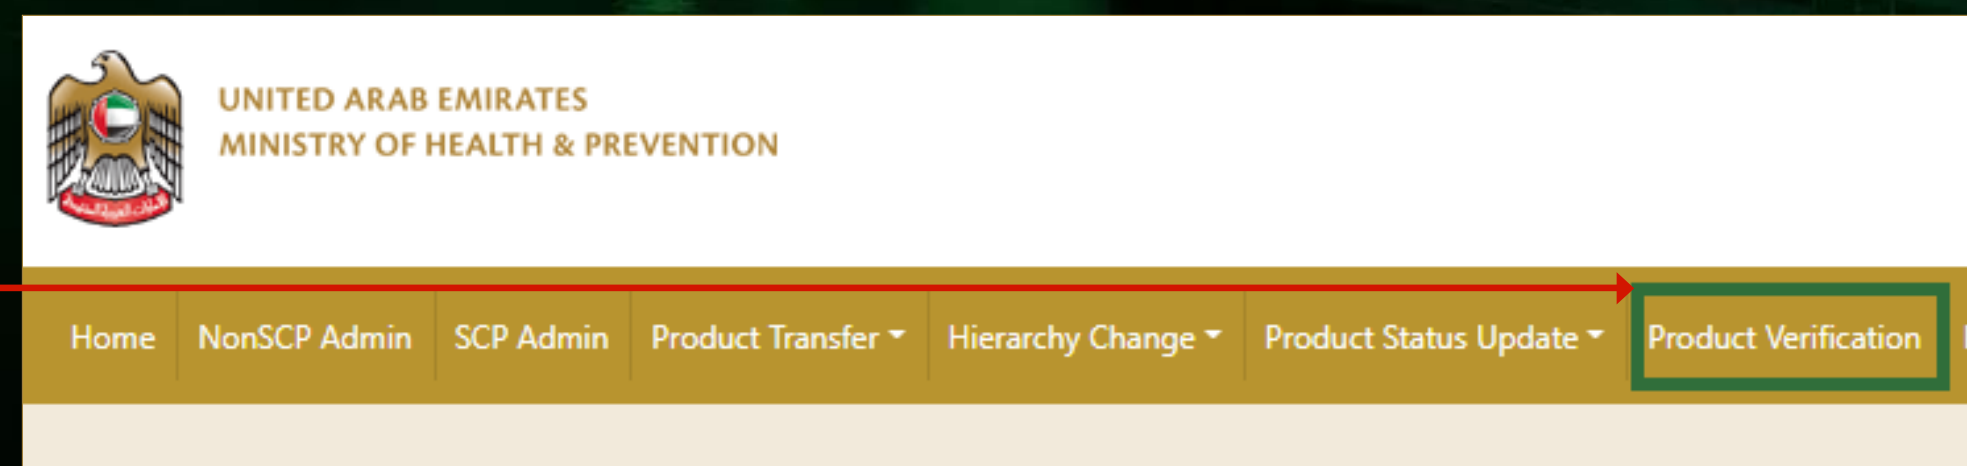 UNITED ARAB EMIRATES
MINISTRY OF HEALTH & PREVENTION
Home NonSCP Admin SCP Admin Product Transfer Hierarchy Change Product Status Update Product Verification